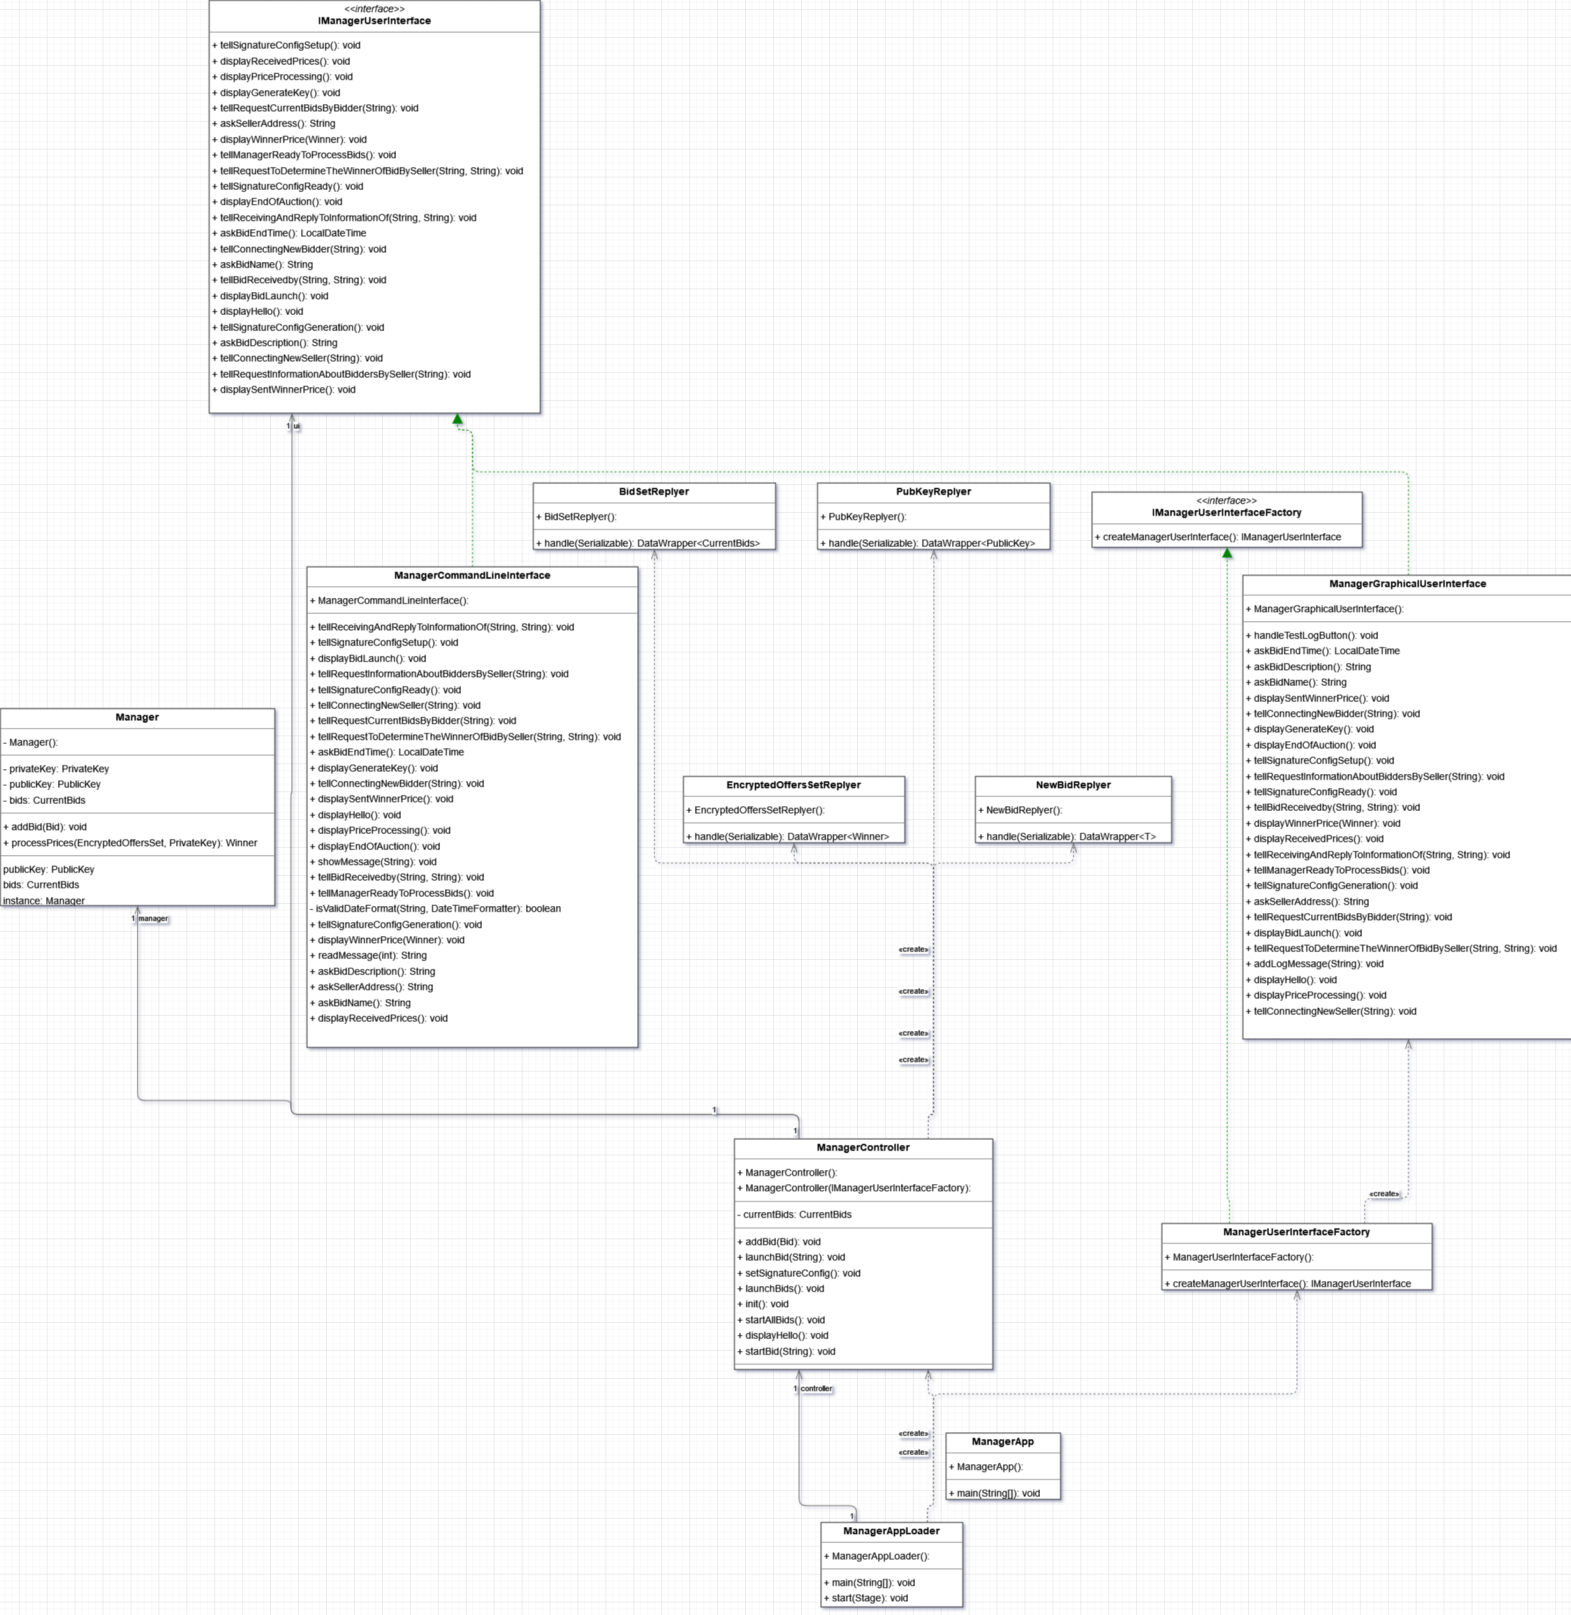 <<interface>>
IManagerUserInterface
+ tellSignatureConfigSetup(): void
+ displayReceivedPrices(): void
+ displayPriceProcessing(): void
+ displayGenerateKey(): void
+ tellRequestCurrentBidsByBidder(String): void
+ askSellerAddress(): String
+ displayWinnerPrice(Winner): void
+ tellManagerReadyToProcessBids(): void
+ tellRequestToDetermineTheWinnerOfBidBySeller(String, String): void
+ tellSignatureConfigReady(): void
+ displayEndOfAuction(): void
+ tellReceivingAndReplyToInformationOf(String, String): void
+ askBidEndTime(): LocalDateTime
+ tellConnectingNewBidder(String): void
+ askBidName(): String
+ tellBidReceivedby(String, String): void
+ displayBidLaunch(): void
+ displayHello(): void
+ tellSignatureConfigGeneration(): void
+ askBidDescription(): String
+ tellConnectingNewSeller(String): void
+ tellRequestInformationAboutBiddersBySeller(String): void
+ displaySentWinnerPrice(): void
1 ui
BidSetReplyer
+ BidSetReplyer():
+ handle(Serializable): DataWrapper<CurrentBids>
PubKeyReplyer
+ PubKeyReplyer():
+ handle(Serializable): DataWrapper<PublicKey>
<<interface>>
IManagerUserInterfaceFactory
+ createManagerUserInterface(): IManagerUserInterface
ManagerCommandLineInterface
+ ManagerCommandLineInterface():
+ tellReceivingAndReplyToInformationOf(String, String): void
+ tellSignatureConfigSetup(): void
+ displayBidLaunch(): void
+ tellRequestInformationAboutBiddersBySeller(String): void
+ tellSignatureConfigReady(): void
+ tellConnectingNewSeller(String): void
+ tellRequestCurrentBidsByBidder(String): void
+ tellRequestToDetermineTheWinnerOfBidBySeller(String, String): void
+ askBidEndTime(): LocalDateTime
+ displayGenerateKey(): void
+ tellConnectingNewBidder(String): void
+ displaySentWinnerPrice(): void
+ displayHello(): void
+ displayPriceProcessing(): void
+ displayEndOfAuction(): void
+ showMessage(String): void
+ tellBidReceivedby(String, String): void
+ tellManagerReadyToProcessBids(): void
- isValidDateFormat(String, DateTimeFormatter): boolean
+ tellSignatureConfigGeneration(): void
+ displayWinnerPrice(Winner): void
+ readMessage(int): String
+ askBidDescription(): String
+ askSellerAddress(): String
+ askBidName(): String
+ displayReceivedPrices(): void
ManagerGraphicalUserInterface
+ ManagerGraphicalUserInterface():
+ handleTestLogButton(): void
+ askBidEndTime(): LocalDateTime
+ askBidDescription(): String
+ askBidName(): String
+ displaySentWinnerPrice(): void
+ tellConnectingNewBidder(String): void
+ displayGenerateKey(): void
+ displayEndOfAuction(): void
+ tellSignatureConfigSetup(): void
+ tellRequestInformationAboutBiddersBySeller(String): void
+ tellSignatureConfigReady(): void
+ tellBidReceivedby(String, String): void
+ displayWinnerPrice(Winner): void
+ displayReceivedPrices(): void
+ tellReceivingAndReplyToInformationOf(String, String): void
+ tellManagerReadyToProcessBids(): void
+ tellSignatureConfigGeneration(): void
+ askSellerAddress(): String
+ tellRequestCurrentBidsByBidder(String): void
+ displayBidLaunch(): void
+ tellRequestToDetermineTheWinnerOfBidBySeller(String, String): void
+ addLogMessage(String): void
+ displayHello(): void
+ displayPriceProcessing(): void
+ tellConnectingNewSeller(String): void
Manager
- Manager():
- privateKey: PrivateKey
- publicKey: PublicKey
- bids: CurrentBids
+ addBid(Bid): void
+ processPrices(EncryptedOffersSet, PrivateKey): Winner
publicKey: PublicKey
bids: CurrentBids
instance: Manager
1 manager
EncryptedOffersSetReplyer
+ EncryptedOffersSetReplyer():
+ handle(Serializable): DataWrapper<Winner>
NewBidReplyer
+ NewBidReplyer():
+ handle(Serializable): DataWrapper<T>
«create»
«create»
«create»
«create»
1
1
ManagerController
+ ManagerController():
+ ManagerController(IManagerUserInterfaceFactory):
- currentBids: CurrentBids
+ addBid(Bid): void
+ launchBid(String): void
+ setSignatureConfig(): void
+ launchBids(): void
+ init(): void
+ startAllBids(): void
+ displayHello(): void
+ startBid(String): void
«create»
ManagerUserInterfaceFactory
+ ManagerUserInterfaceFactory():
+ createManagerUserInterface(): IManagerUserInterface
1 controller
«create»
«create»
ManagerApp
+ ManagerApp():
+ main(String[]): void
1
ManagerAppLoader
+ ManagerAppLoader():
+ main(String[]): void
+ start(Stage): void